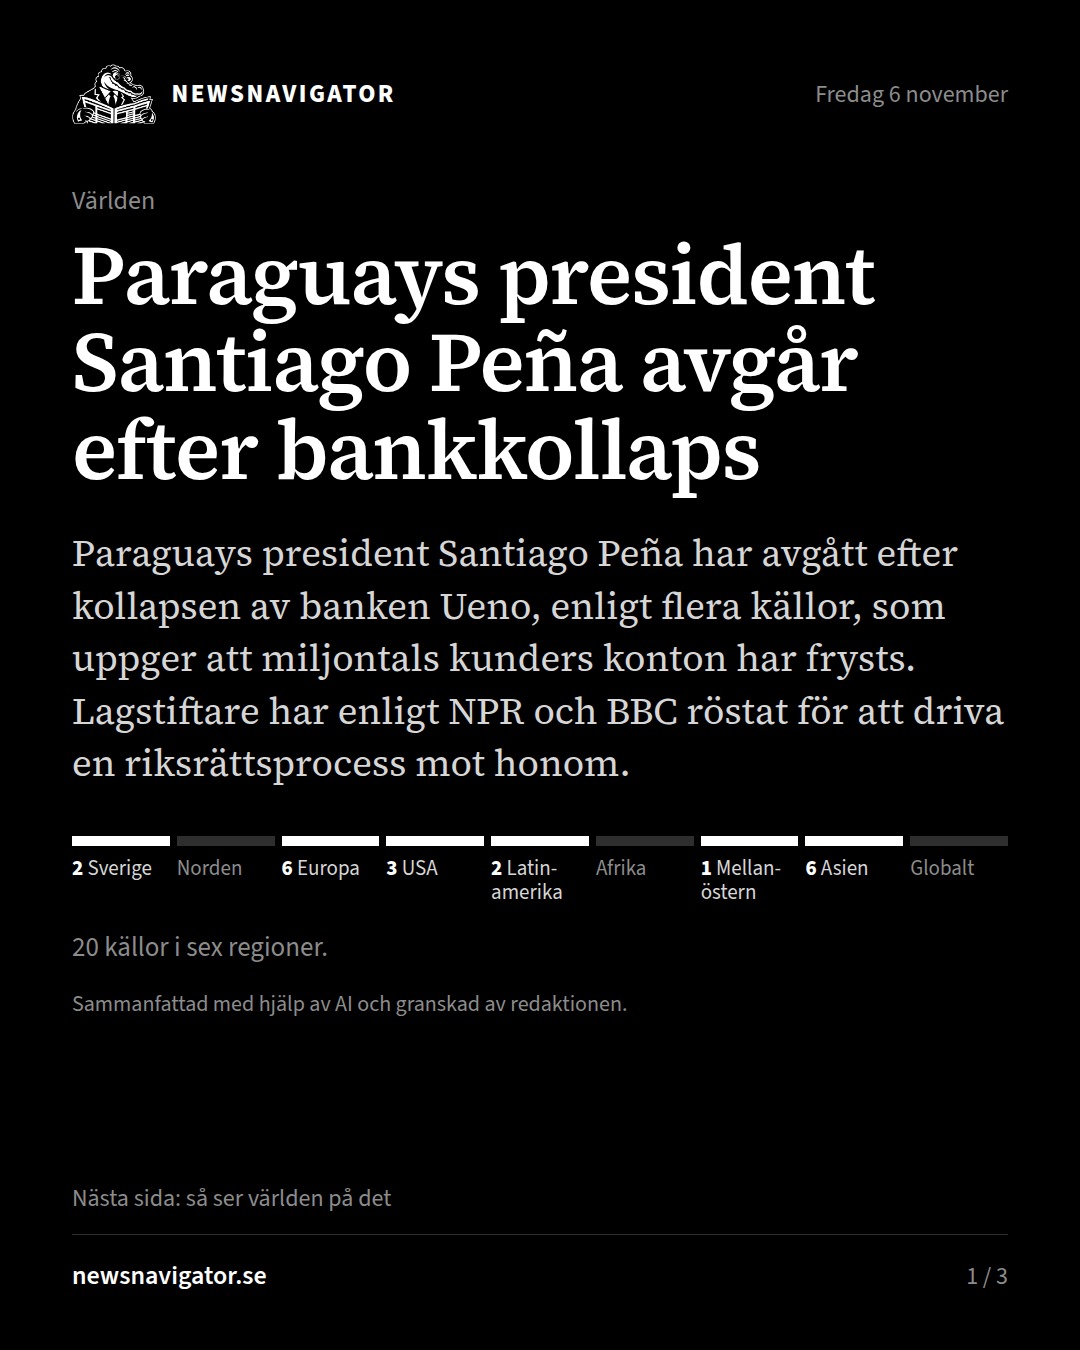 NEWSNAVIGATOR
Fredag 6 november
Världen
Paraguays president
Santiago Peña avgår
efter bankkollaps
Paraguays president Santiago Peña har avgått efter
kollapsen av banken Ueno, enligt flera källor, som
uppger att miljontals kunders konton har frysts.
Lagstiftare har enligt NPR och BBC röstat för att driva
en riksrättsprocess mot honom.
2 Sverige
Norden
6 Europa
3 USA
2 Latin-
amerika
Afrika
1 Mellan-
östern
6 Asien
Globalt
20 källor i sex regioner.
Sammanfattad med hjälp av AI och granskad av redaktionen.
Nästa sida: så ser världen på det
newsnavigator.se
1 / 3